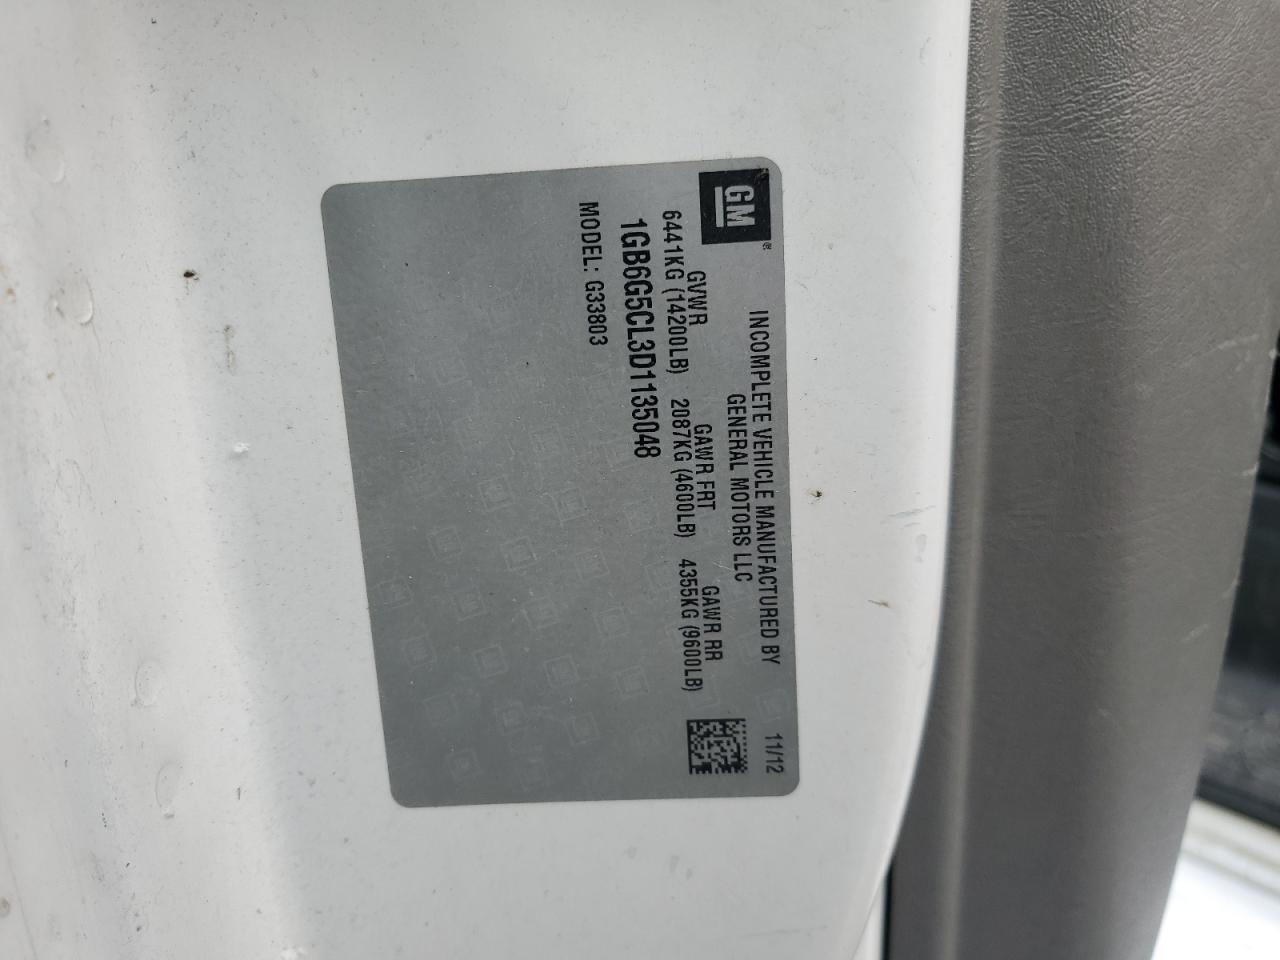 GM ®
INCOMPLETE VEHICLE MANUFACTURED BY 11/12
GENERAL MOTORS LLC
GVWR GAWR FRT GAWR RR
6441KG (14200LB) 2087KG (4600LB) 4355KG (9600LB)
1GB6G5CL3D1135048
MODEL: G33803